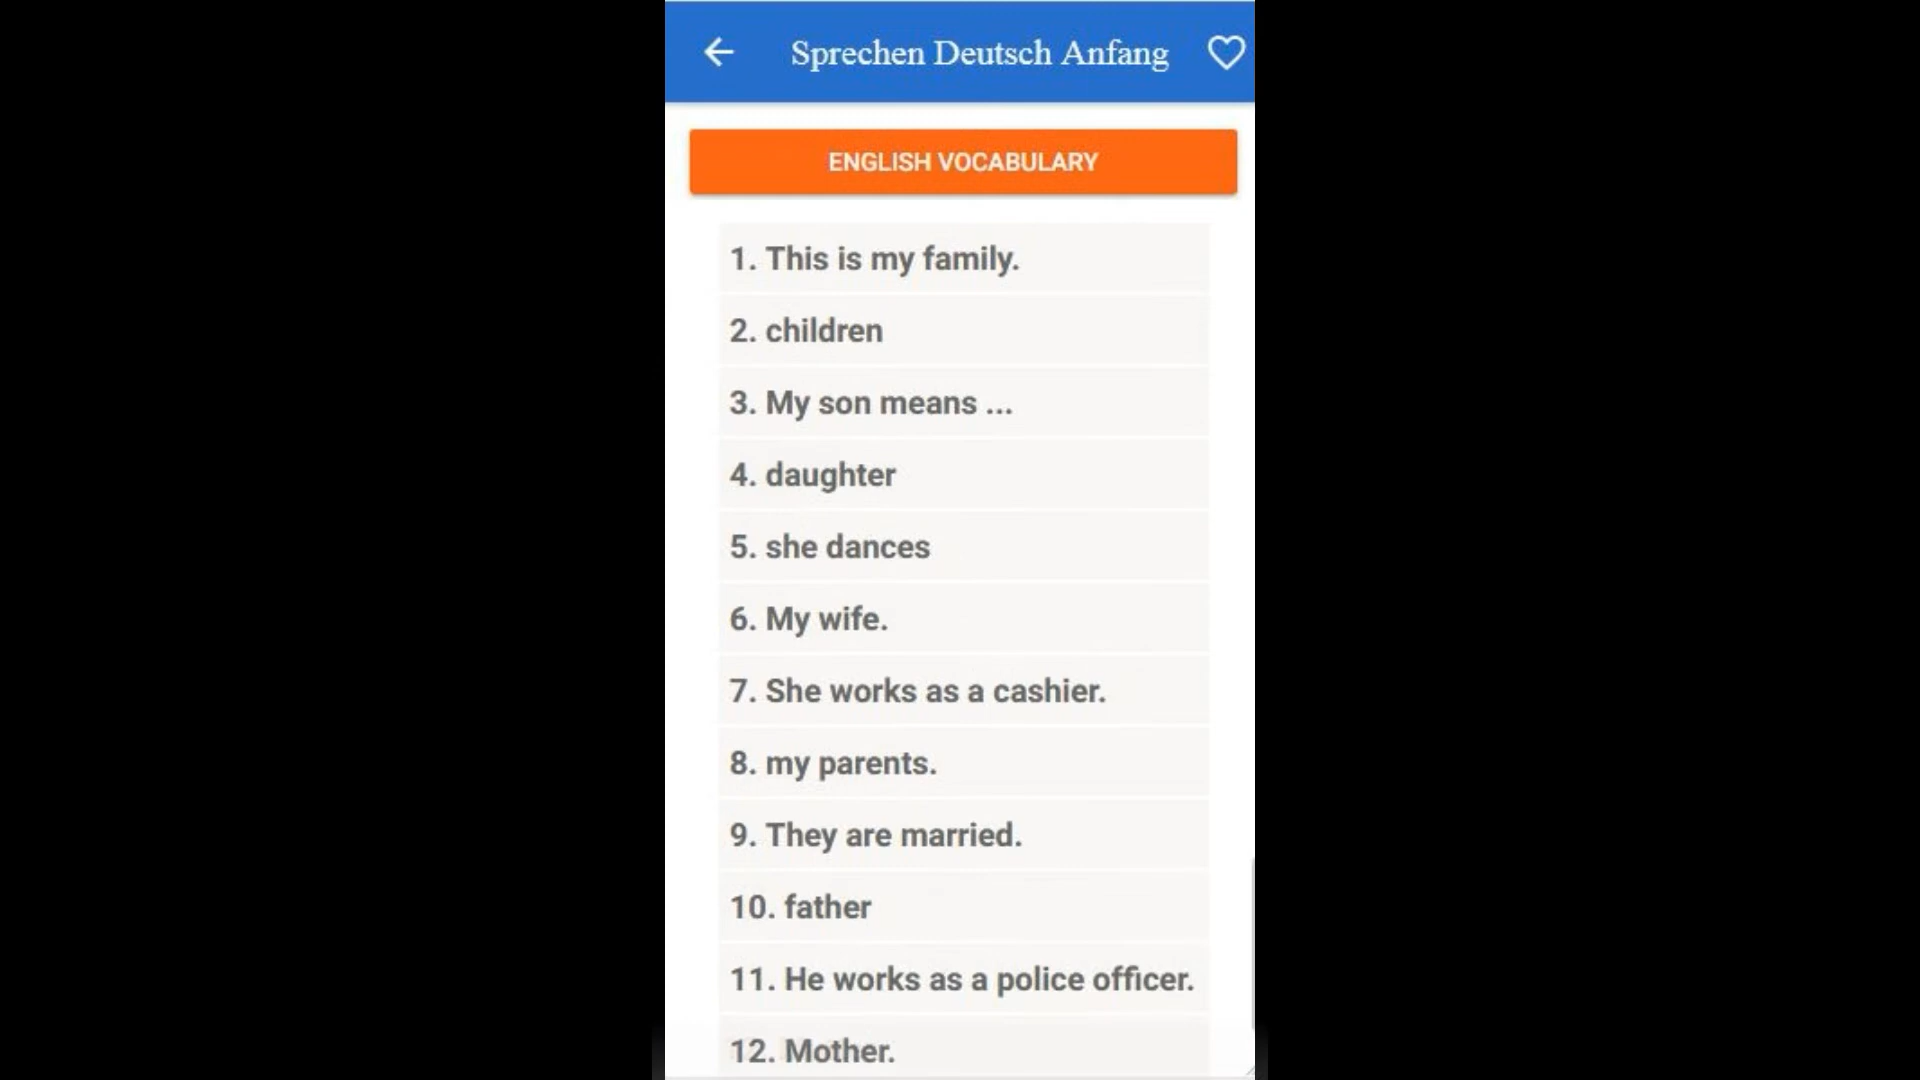 Sprechen Deutsch Anfang
ENGLISH VOCABULARY
1. This is my family.
2. children
3. My son means ...
4. daughter
5. she dances
6. My wife.
7. She works as a cashier.
8. my parents.
9. They are married.
10. father
11. He works as a police officer.
12. Mother.